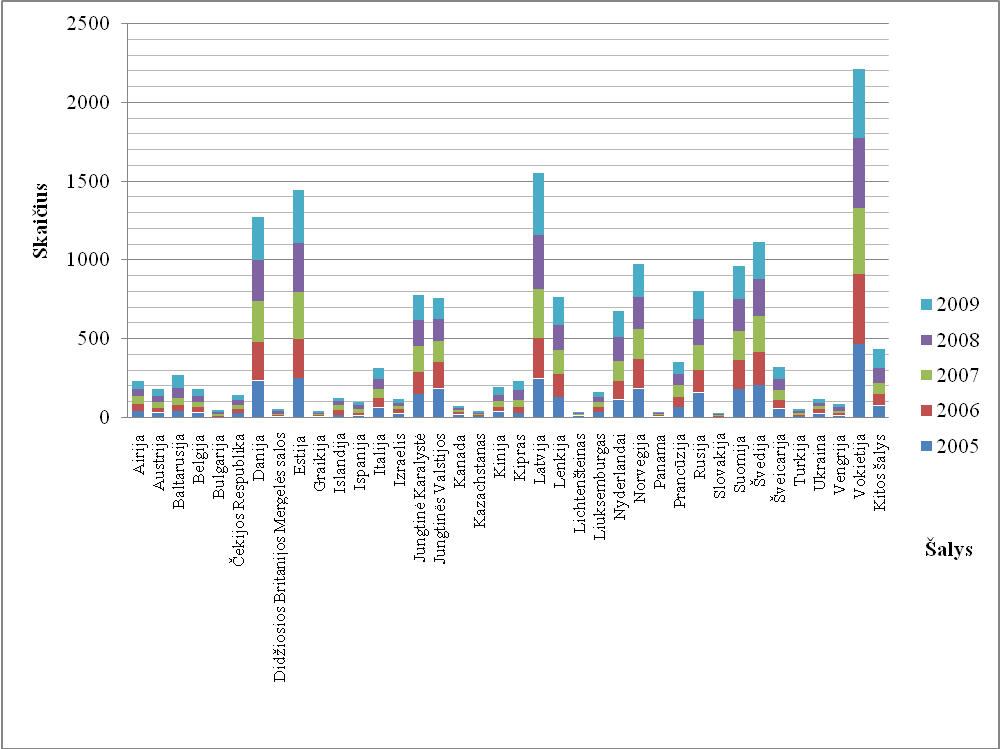 2500
2000
1500
1000
500
0
Skaičius
Airija
Austrija
Baltarusija
Belgija
Bulgarija
Čekijos Respublika
Danija
Didžiosios Britanijos Mergelės salos
Estija
Graikija
Islandija
Ispanija
Italija
Izraelis
Jungtinė Karalystė
Jungtinės Valstijos
Kanada
Kazachstanas
Kinija
Kipras
Latvija
Lenkija
Lichtenštenas
Liuksemburgas
Nyderlandai
Norvegija
Panama
Prancūzija
Rusija
Slovakija
Suomija
Švedija
Šveicarija
Turkija
Ukraina
Vengrija
Vokietija
Kitos šalys
2009
2008
2007
2006
2005
Šalys